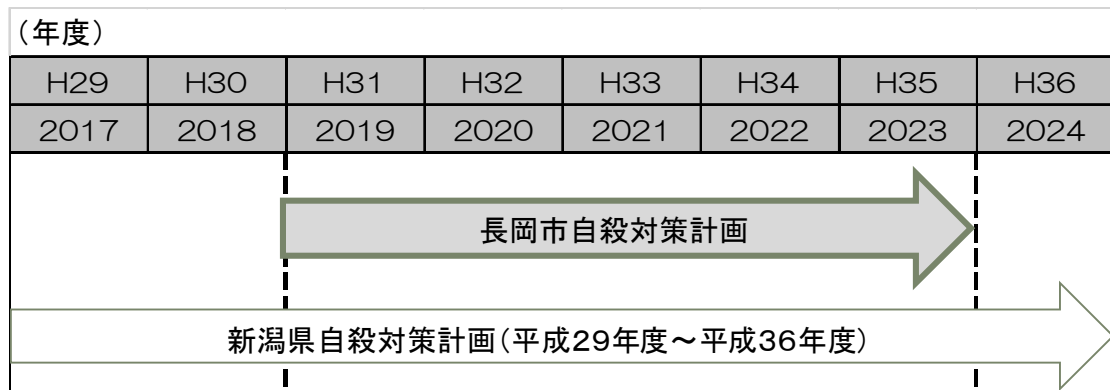 (年度)
H29 H30 H31 H32 H33 H34 H35 H36
2017 2018 2019 2020 2021 2022 2023 2024
長岡市自殺対策計画
新潟県自殺対策計画(平成29年度～平成36年度)